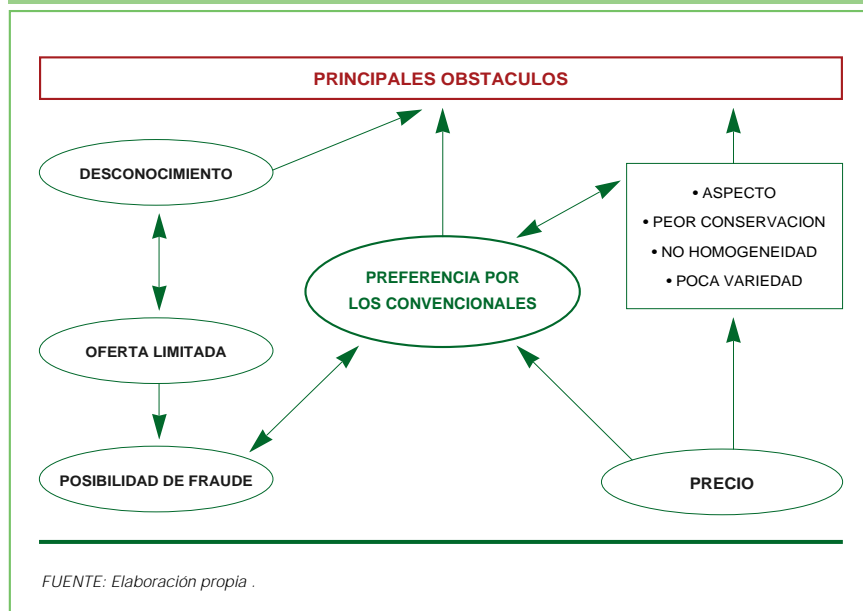 PRINCIPALES OBSTACULOS
DESCONOCIMIENTO
• ASPECTO
• PEOR CONSERVACION
• NO HOMOGENEIDAD
• POCA VARIEDAD
PREFERENCIA POR
LOS CONVENCIONALES
OFERTA LIMITADA
POSIBILIDAD DE FRAUDE
PRECIO
FUENTE: Elaboración propia .